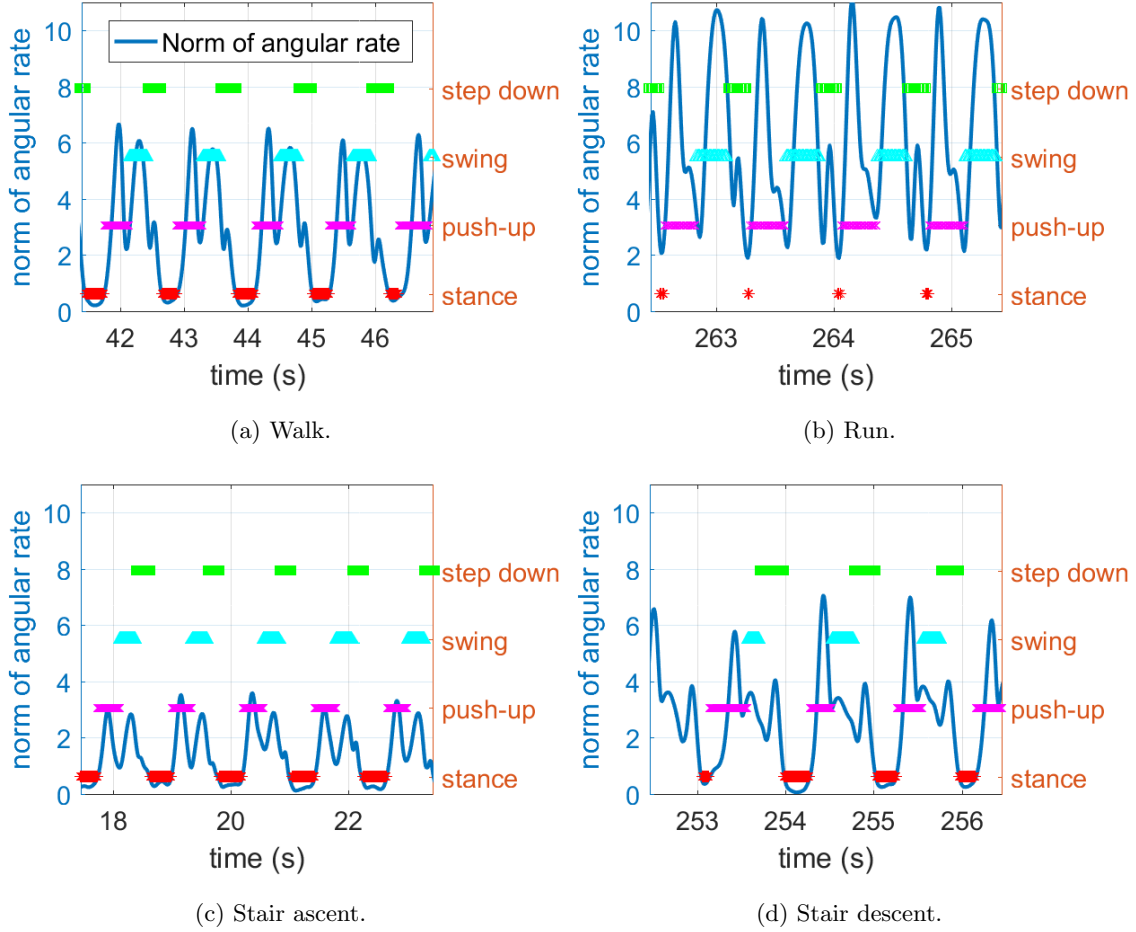 norm of angular rate
10
8
6
4
2
0
Norm of angular rate
step down
swing
push-up
stance
42 43 44 45 46
time (s)
(a) Walk.
norm of angular rate
10
8
6
4
2
0
step down
swing
push-up
stance
263 264 265
time (s)
(b) Run.
norm of angular rate
10
8
6
4
2
0
step down
swing
push-up
stance
18 20 22
time (s)
(c) Stair ascent.
norm of angular rate
10
8
6
4
2
0
step down
swing
push-up
stance
253 254 255 256
time (s)
(d) Stair descent.